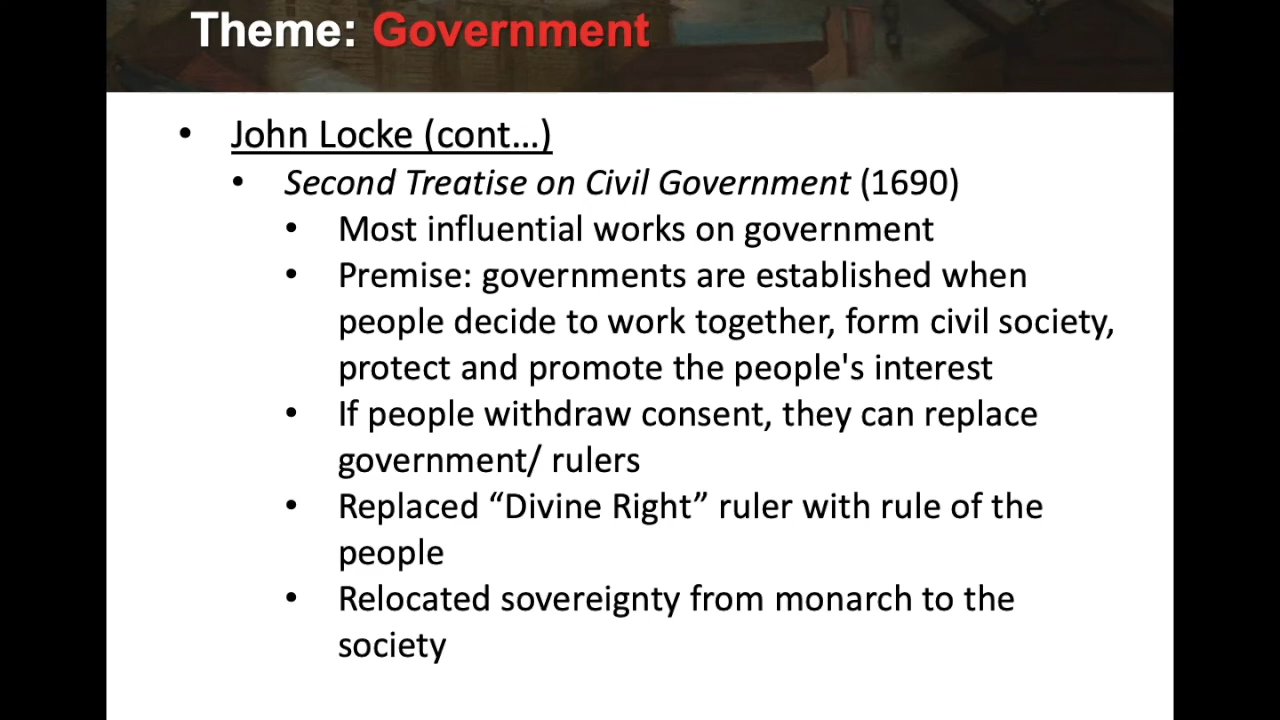 Theme: Government
• John Locke (cont…)
• Second Treatise on Civil Government (1690)
• Most influential works on government
• Premise: governments are established when
people decide to work together, form civil society,
protect and promote the people's interest
• If people withdraw consent, they can replace
government/ rulers
• Replaced “Divine Right” ruler with rule of the
people
• Relocated sovereignty from monarch to the
society